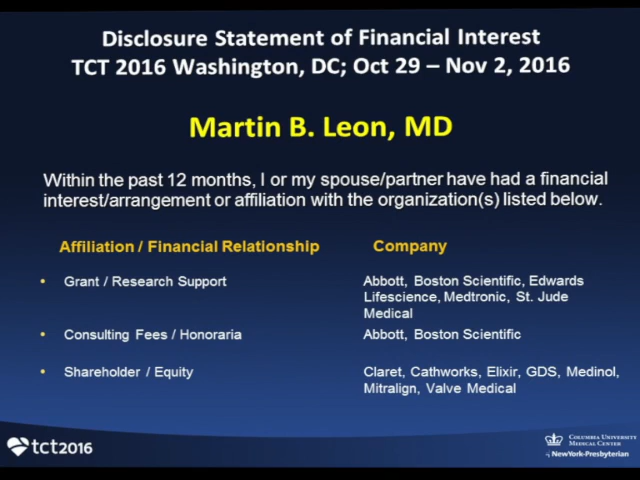 Disclosure Statement of Financial Interest
TCT 2016 Washington, DC; Oct 29 – Nov 2, 2016
Martin B. Leon, MD
Within the past 12 months, I or my spouse/partner have had a financial
interest/arrangement or affiliation with the organization(s) listed below.
Affiliation / Financial Relationship Company
• Grant / Research Support Abbott, Boston Scientific, Edwards
Lifescience, Medtronic, St. Jude
Medical
• Consulting Fees / Honoraria Abbott, Boston Scientific
• Shareholder / Equity Claret, Cathworks, Elixir, GDS, Medinol,
Mitralign, Valve Medical
tct2016
COLUMBIA UNIVERSITY
MEDICAL CENTER
NewYork-Presbyterian